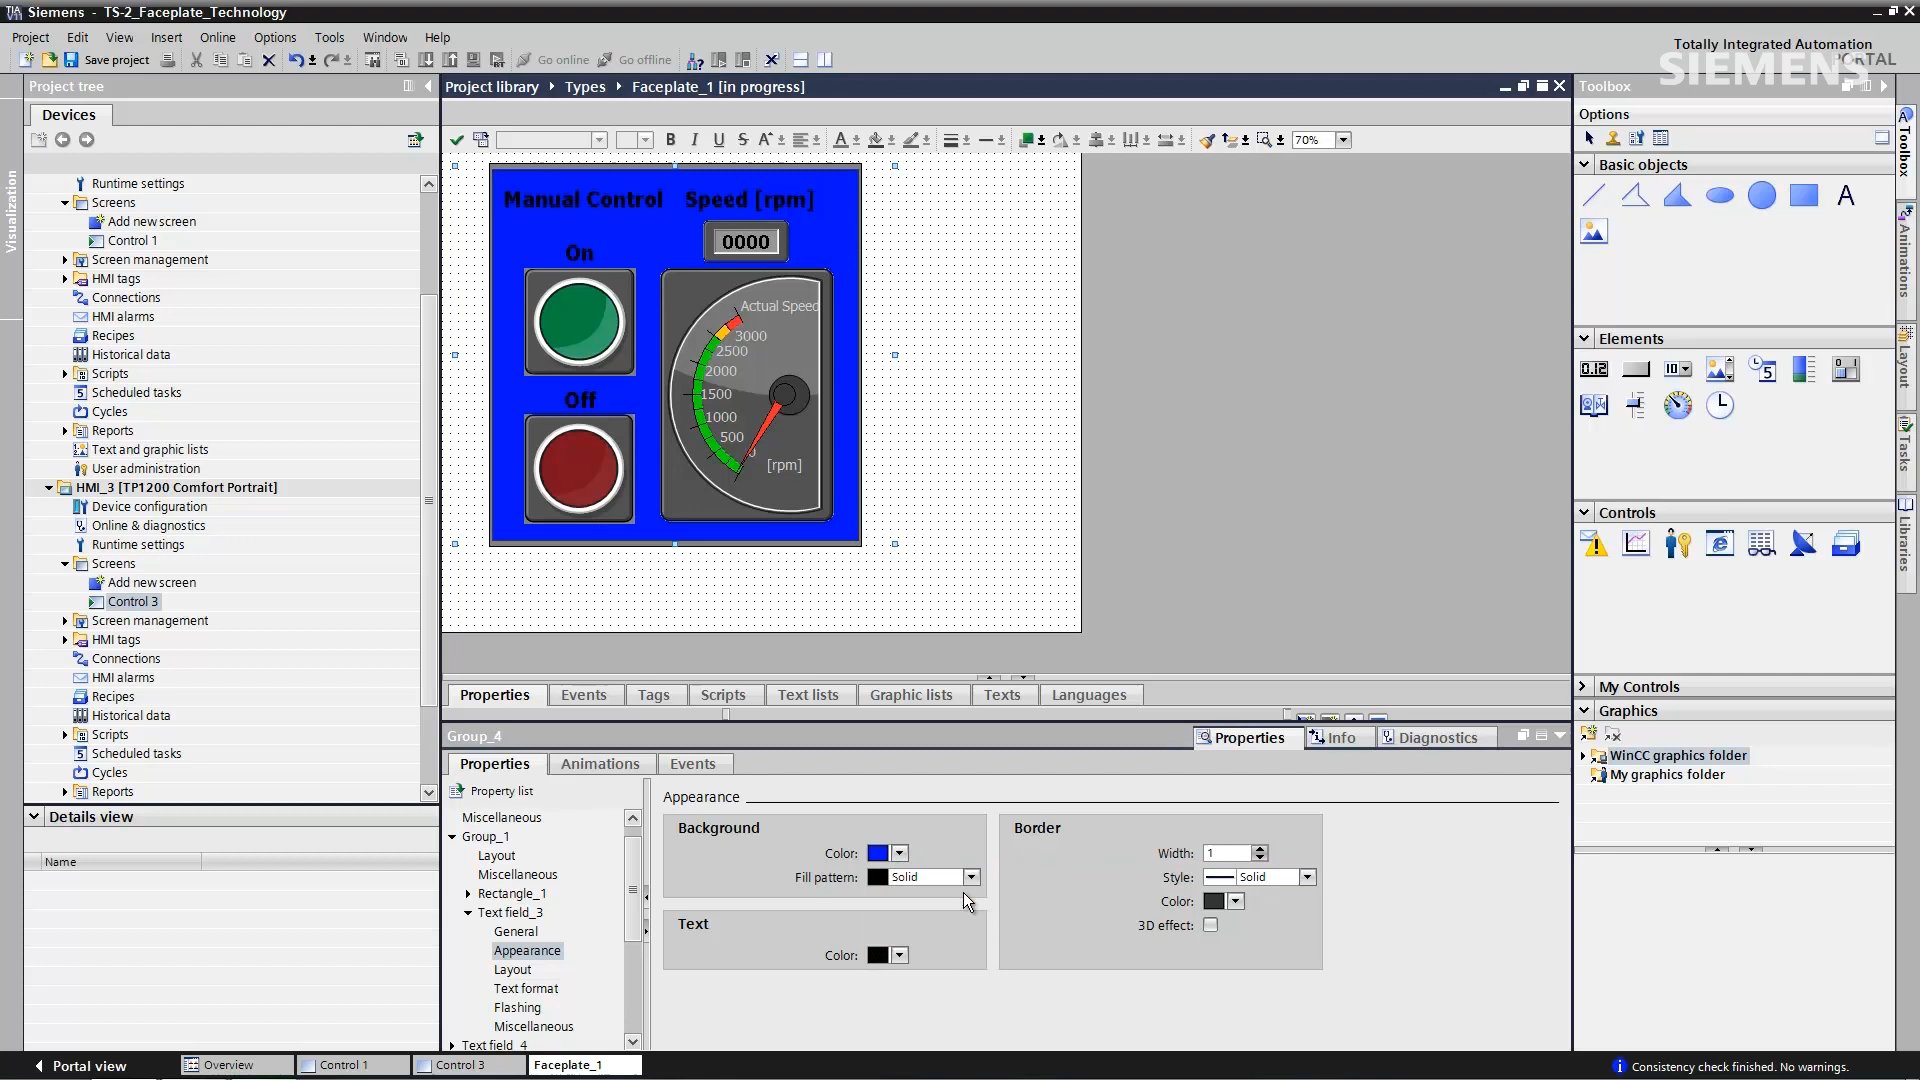 Siemens - TS-2_Faceplate_Technology
Project Edit View Insert Online Options Tools Window Help
Totally Integrated Automation
PORTAL
SIEMENS
Save project
Go online
Go offline
Project tree
Project library Types Faceplate_1 [in progress]
Toolbox
Devices
Options
B I U S A
70%
Visualization
Runtime settings
Screens
Add new screen
Control 1
Screen management
HMI tags
Connections
HMI alarms
Recipes
Historical data
Scripts
Scheduled tasks
Cycles
Reports
Text and graphic lists
User administration
HMI_3 [TP1200 Comfort Portrait]
Device configuration
Online & diagnostics
Runtime settings
Screens
Add new screen
Control 3
Screen management
HMI tags
Connections
HMI alarms
Recipes
Historical data
Scripts
Scheduled tasks
Cycles
Reports
Details view
Name
Manual Control
Speed [rpm]
0000
On
Off
Actual Speed
3000
2500
2000
1500
1000
500
0
[rpm]
Basic objects
A
Elements
0.12
10
5
Controls
My Controls
Graphics
WinCC graphics folder
My graphics folder
Toolbox
Animations
Layout
Tasks
Libraries
Properties Events Tags Scripts Text lists Graphic lists Texts Languages
Group_4
Properties Info Diagnostics
Properties Animations Events
Property list
Miscellaneous
Group_1
Layout
Miscellaneous
Rectangle_1
Text field_3
General
Appearance
Layout
Text format
Flashing
Miscellaneous
Text field_4
Appearance
Background
Color:
Fill pattern: Solid
Text
Color:
Border
Width: 1
Style: Solid
Color:
3D effect:
Portal view
Overview
Control 1
Control 3
Faceplate_1
Consistency check finished. No warnings.